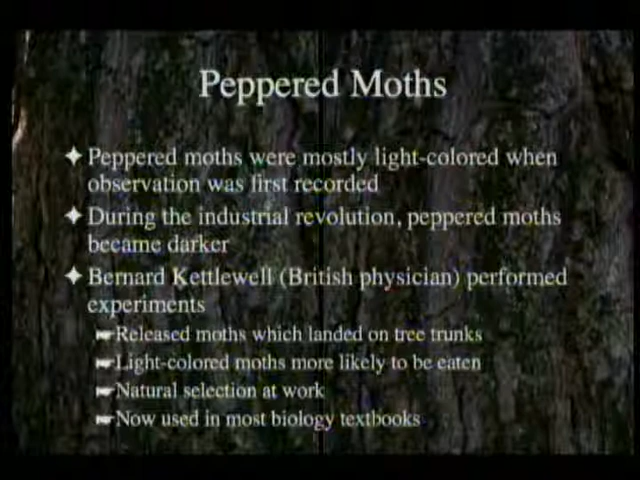 Peppered Moths
Peppered moths were mostly light-colored when
observation was first recorded
During the industrial revolution, peppered moths
became darker
Bernard Kettlewell (British physician) performed
experiments
Released moths which landed on tree trunks
Light-colored moths more likely to be eaten
Natural selection at work
Now used in most biology textbooks